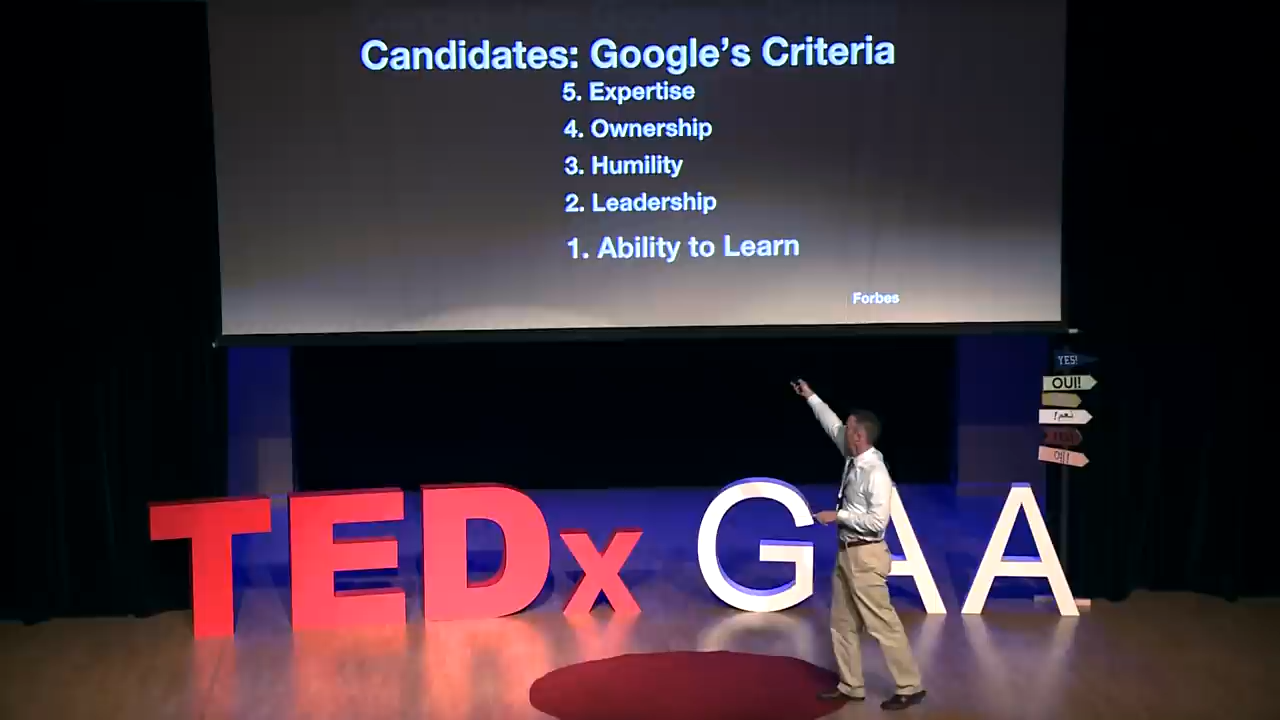 Candidates: Google's Criteria
5. Expertise
4. Ownership
3. Humility
2. Leadership
1. Ability to Learn
Forbes
YES!
OUI!
نعم!
TEDx GAA